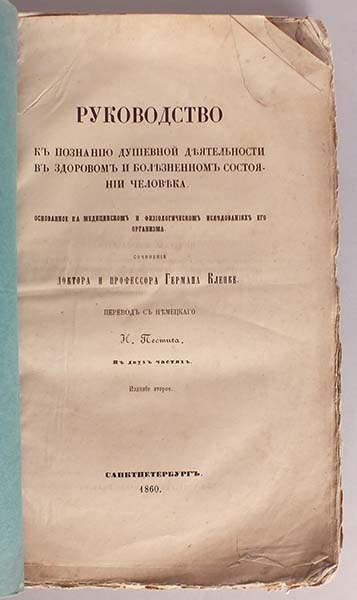 РУКОВОДСТВО
КЪ ПОЗНАНІЮ ДУШЕВНОЙ ДѢЯТЕЛЬНОСТИ
ВЪ ЗДОРОВОМЪ И БОЛѢЗНЕННОМЪ СОСТОЯ-
НІИ ЧЕЛОВѢКА.
ОСНОВАННОЕ НА МЕДИЦИНСКОМЪ И ФИЗІОЛОГИЧЕСКОМЪ ИЗСЛѢДОВАНІЯХЪ ЕГО
ОРГАНИЗМА.
СОЧИНЕНІЕ
ДОКТОРА И ПРОФЕССОРА ГЕРМАНА КЛЕНКЕ.
ПЕРЕВОДЪ СЪ НѢМЕЦКАГО
Н. Пестича.
Въ двухъ частяхъ.
Изданіе второе.
САНКТПЕТЕРБУРГЪ.
1860.